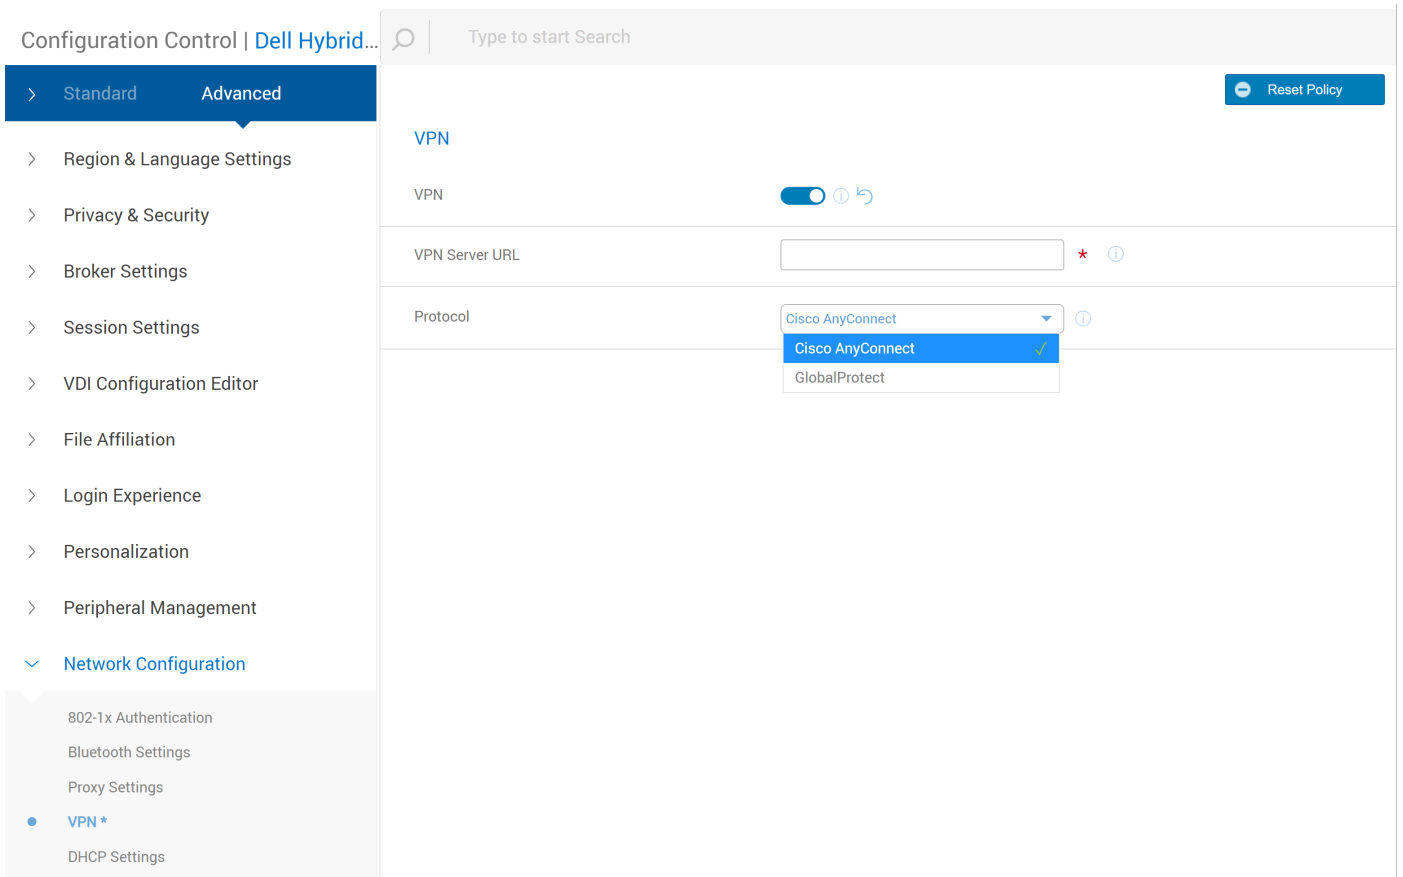 Configuration Control | Dell Hybrid...
Type to start Search
Standard Advanced
Reset Policy
Region & Language Settings
Privacy & Security
Broker Settings
Session Settings
VDI Configuration Editor
File Affiliation
Login Experience
Personalization
Peripheral Management
Network Configuration
802-1x Authentication
Bluetooth Settings
Proxy Settings
VPN *
DHCP Settings
VPN
VPN
VPN Server URL *
Protocol
Cisco AnyConnect
Cisco AnyConnect
GlobalProtect